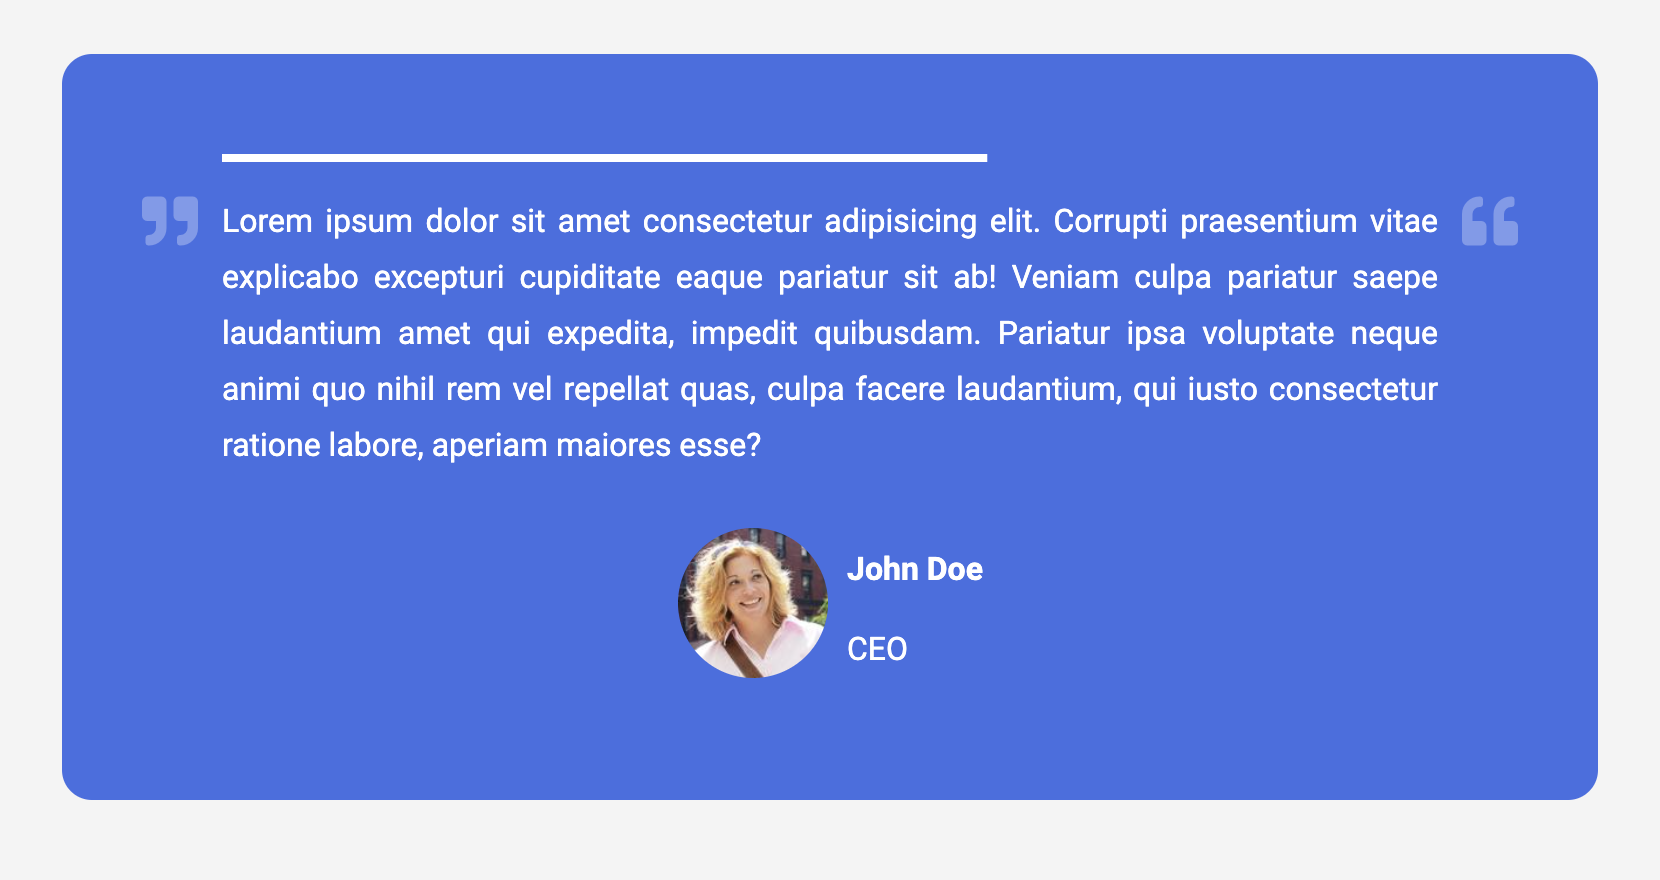 Lorem ipsum dolor sit amet consectetur adipisicing elit. Corrupti praesentium vitae
explicabo excepturi cupiditate eaque pariatur sit ab! Veniam culpa pariatur saepe
laudantium amet qui expedita, impedit quibusdam. Pariatur ipsa voluptate neque
animi quo nihil rem vel repellat quas, culpa facere laudantium, qui iusto consectetur
ratione labore, aperiam maiores esse?
John Doe
CEO